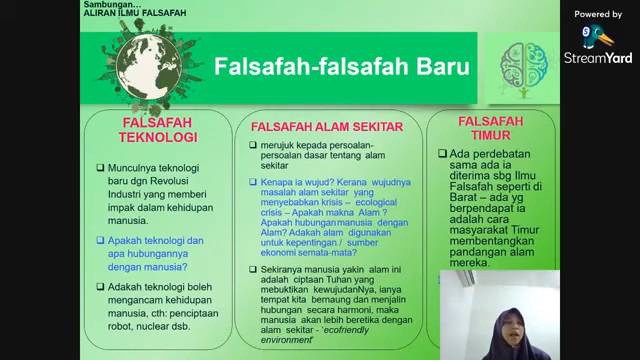 Sambungan...
ALIRAN ILMU FALSAFAH
Powered by
StreamYard
Falsafah-falsafah Baru
FALSAFAH
TEKNOLOGI
Munculnya teknologi
baru dgn Revolusi
Industri yang memberi
impak dalam kehidupan
manusia.
Apakah teknologi dan
apa hubungannya
dengan manusia?
Adakah teknologi boleh
mengancam kehidupan
manusia, cth: penciptaan
robot, nuclear dsb.
FALSAFAH ALAM SEKITAR
merujuk kepada persoalan-
persoalan dasar tentang alam
sekitar
Kenapa ia wujud? Kerana wujudnya
masalah alam sekitar yang
menyebabkan krisis – ecological
crisis – Apakah makna Alam ?
Apakah hubungan manusia dengan
Alam? Adakah alam digunakan
untuk kepentingan / sumber
ekonomi semata-mata?
Sekiranya manusia yakin alam ini
adalah ciptaan Tuhan yang
membuktikan kewujudanNya, ianya
tempat kita bernaung dan menjalin
hubungan secara harmoni, maka
manusia akan lebih beretika dengan
alam sekitar - 'ecofriendly
environment'
FALSAFAH
TIMUR
Ada perdebatan
sama ada ia
diterima sbg Ilmu
Falsafah seperti di
Barat – ada yg
berpendapat ia
adalah cara
masyarakat Timur
membentangkan
pandangan alam
mereka.